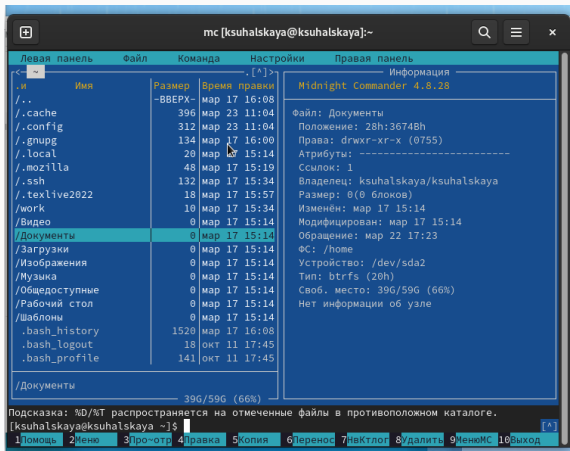 mc [ksuhalskaya@ksuhalskaya]:~
Левая панель Файл Команда Настройки Правая панель
<- ~ .[^]>
.и Имя Размер Время правки
/.. -ВВЕРХ- мар 17 16:08
/.cache 396 мар 23 11:04
/.config 312 мар 23 11:04
/.gnupg 134 мар 17 16:00
/.local 20 мар 17 15:14
/.mozilla 48 мар 17 15:19
/.ssh 132 мар 17 15:34
/.texlive2022 18 мар 17 15:57
/work 10 мар 17 15:34
/Видео 0 мар 17 15:14
/Документы 0 мар 17 15:14
/Загрузки 0 мар 17 15:14
/Изображения 0 мар 17 15:14
/Музыка 0 мар 17 15:14
/Общедоступные 0 мар 17 15:14
/Рабочий стол 0 мар 17 15:14
/Шаблоны 0 мар 17 15:14
.bash_history 1520 мар 17 16:08
.bash_logout 18 окт 11 17:45
.bash_profile 141 окт 11 17:45
/Документы
39G/59G (66%)
Информация
Midnight Commander 4.8.28
Файл: Документы
Положение: 28h:3674Bh
Права: drwxr-xr-x (0755)
Атрибуты: ------------------------
Ссылок: 1
Владелец: ksuhalskaya/ksuhalskaya
Размер: 0(0 блоков)
Изменён: мар 17 15:14
Модифицирован: мар 17 15:14
Обращение: мар 22 17:23
ФС: /home
Устройство: /dev/sda2
Тип: btrfs (20h)
Своб. место: 39G/59G (66%)
Нет информации об узле
Подсказка: %D/%T распространяется на отмеченные файлы в противоположном каталоге.
[ksuhalskaya@ksuhalskaya ~]$ [^]
1Помощь 2Меню 3Про~отр 4Правка 5Копия 6Перенос 7НвКтлог 8Удалить 9МенюMC 10Выход